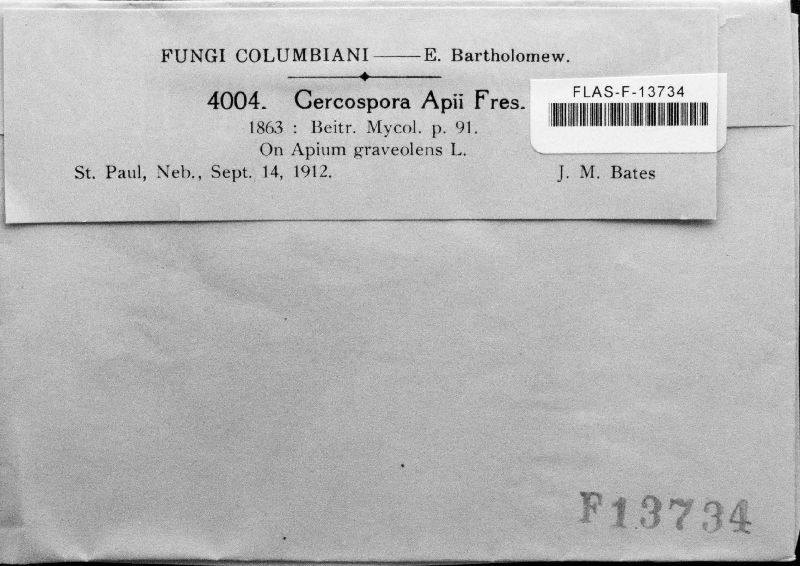 FUNGI COLUMBIANI——E. Bartholomew.
4004. Cercospora Apii Fres.
FLAS-F-13734
1863 : Beitr. Mycol. p. 91.
On Apium graveolens L.
St. Paul, Neb., Sept. 14, 1912. J. M. Bates
F13734